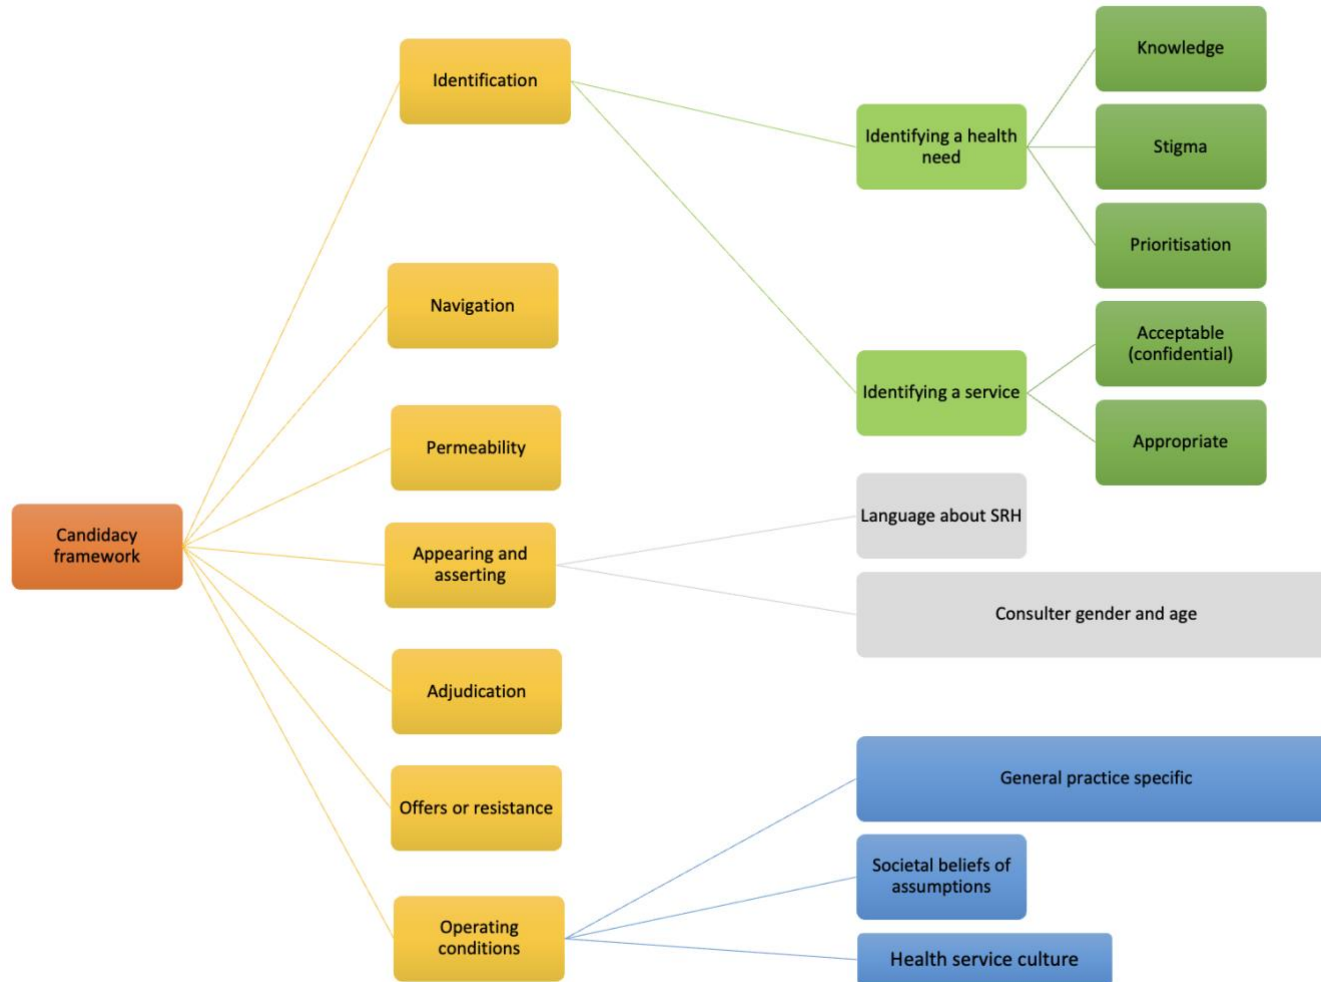 Candidacy
framework
Identification
Navigation
Permeability
Appearing and
asserting
Adjudication
Offers or resistance
Operating
conditions
Identifying a health
need
Identifying a service
Language about SRH
Consulter gender and age
General practice specific
Societal beliefs of
assumptions
Health service culture
Knowledge
Stigma
Prioritisation
Acceptable
(confidential)
Appropriate